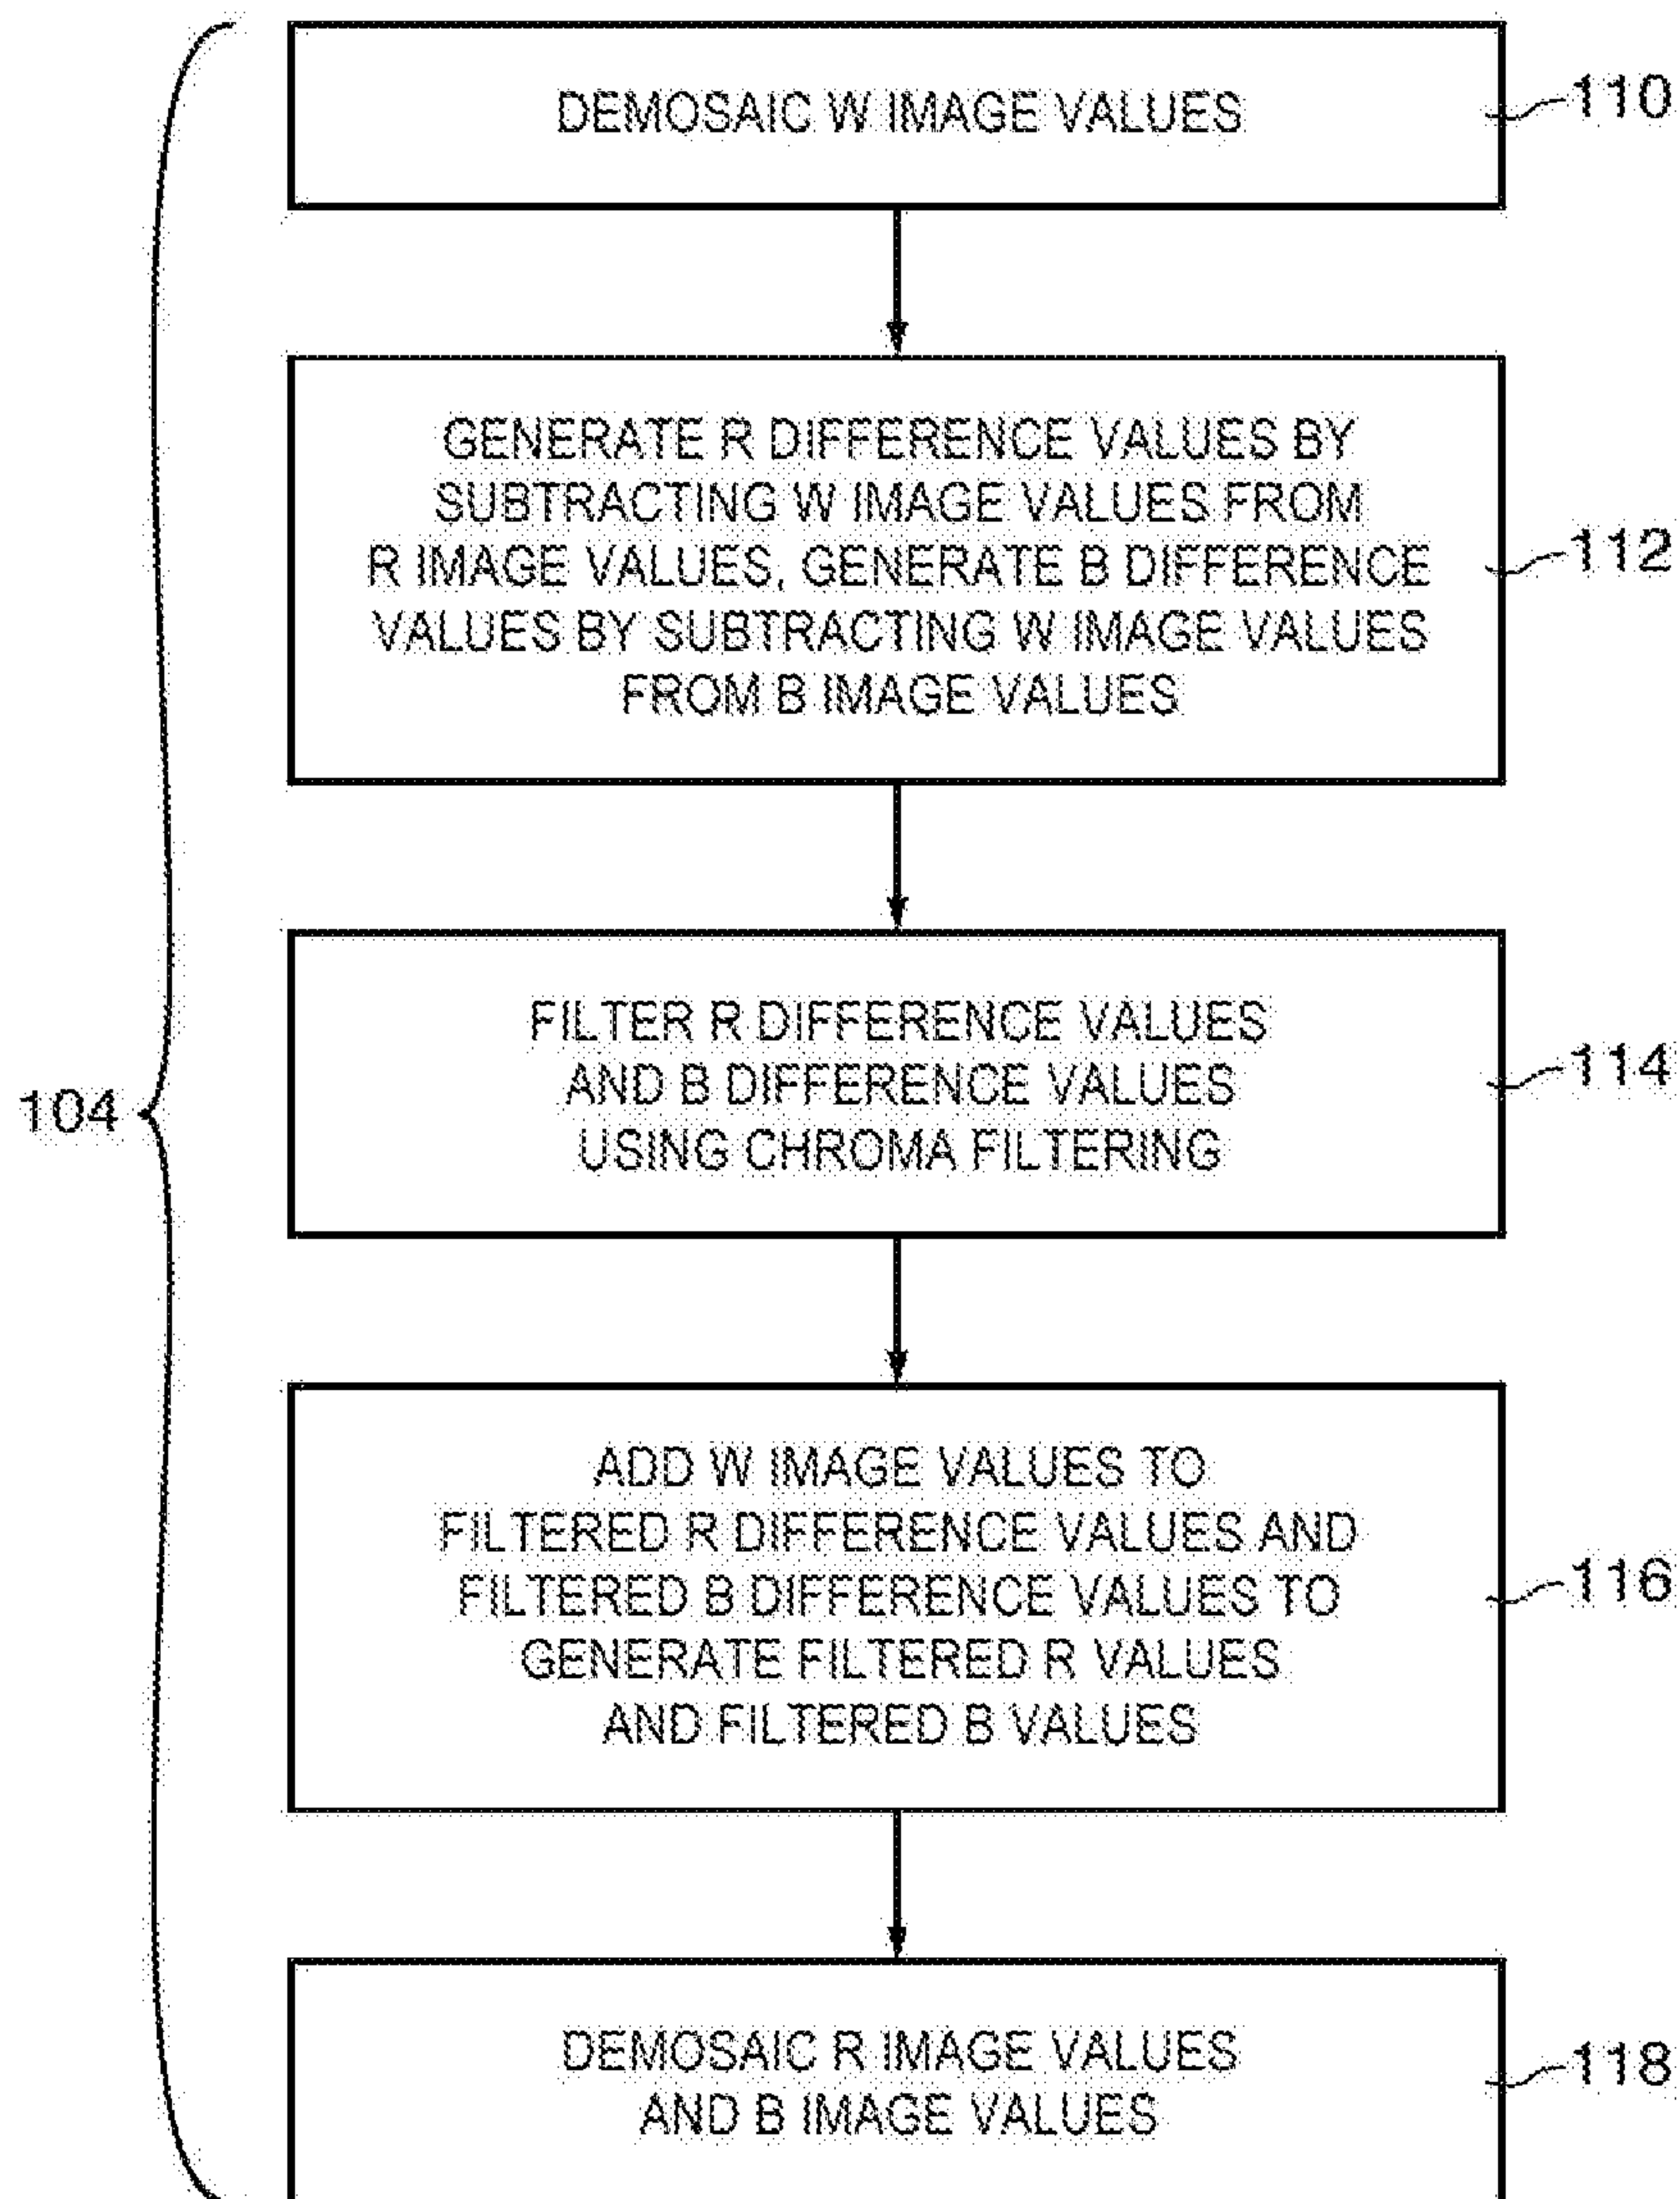 DEMOSAIC W IMAGE VALUES
110
GENERATE R DIFFERENCE VALUES BY
SUBTRACTING W IMAGE VALUES FROM
R IMAGE VALUES, GENERATE B DIFFERENCE
VALUES BY SUBTRACTING W IMAGE VALUES
FROM B IMAGE VALUES
112
FILTER R DIFFERENCE VALUES
AND B DIFFERENCE VALUES
USING CHROMA FILTERING
114
104
ADD W IMAGE VALUES TO
FILTERED R DIFFERENCE VALUES AND
FILTERED B DIFFERENCE VALUES TO
GENERATE FILTERED R VALUES
AND FILTERED B VALUES
116
DEMOSAIC R IMAGE VALUES
AND B IMAGE VALUES
118